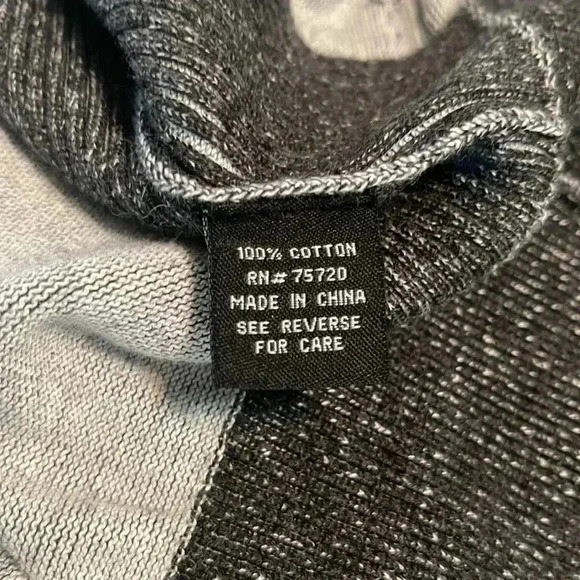 100% COTTON
RN# 75720
MADE IN CHINA
SEE REVERSE
FOR CARE